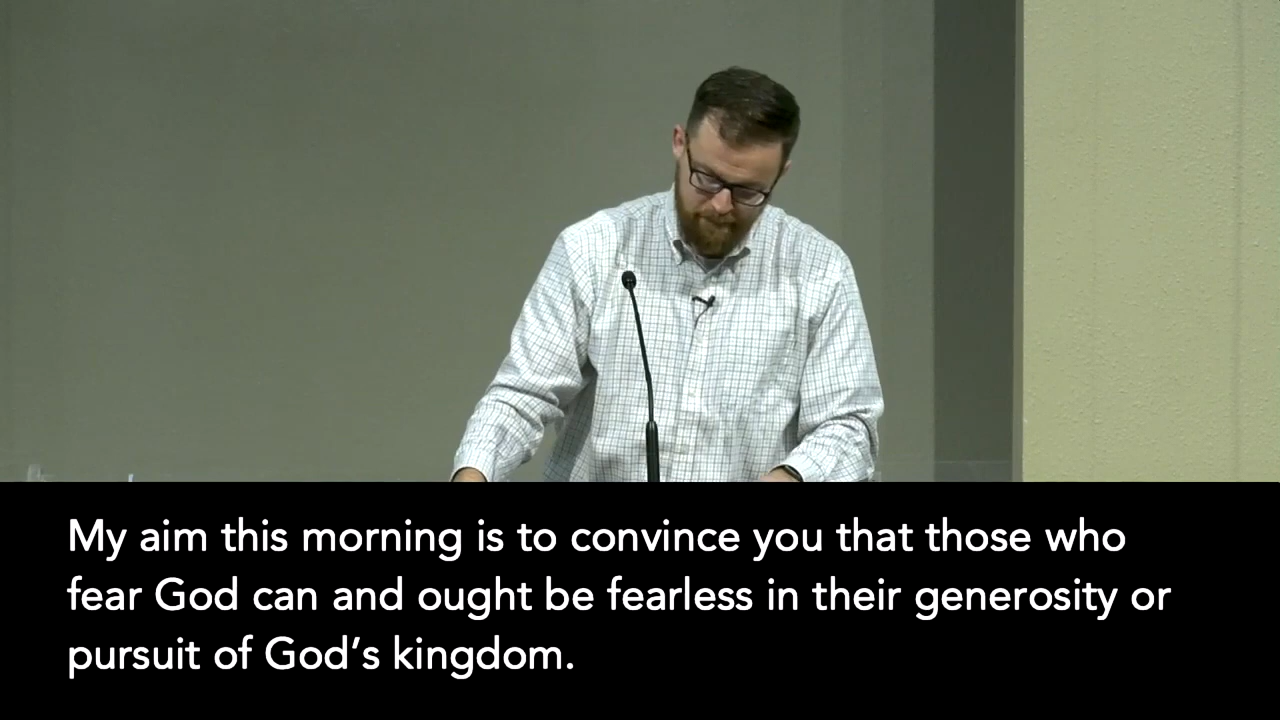 My aim this morning is to convince you that those who
fear God can and ought be fearless in their generosity or
pursuit of God’s kingdom.